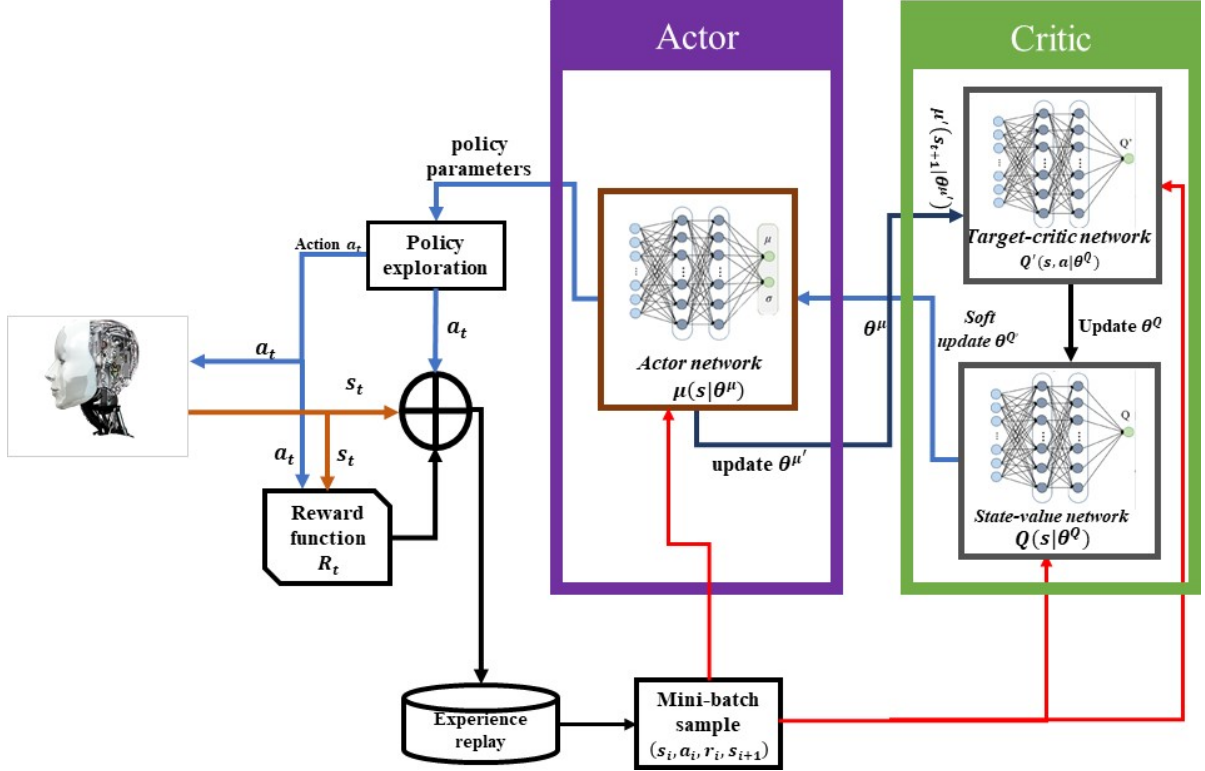 Actor
Critic
policy
parameters
Action a_t
Policy
exploration
a_t
a_t
s_t
a_t
s_t
Reward
function
R_t
μ
σ
Actor network
μ(s|θ^μ)
update θ^μ'
θ^μ
μ'(s_{i+1}|θ^μ')
Q'
Target-critic network
Q'(s, a|θ^Q)
Soft
update θ^Q'
Update θ^Q
Q
State-value network
Q(s|θ^Q)
Experience
replay
Mini-batch
sample
(s_i, a_i, r_i, s_{i+1})